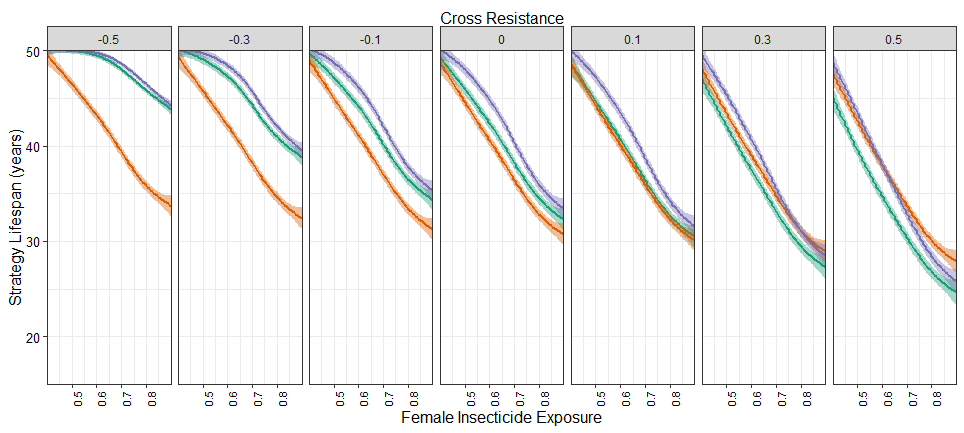 Cross Resistance
-0.5 -0.3 -0.1 0 0.1 0.3 0.5
Strategy Lifespan (years)
50
40
30
20
0.5 0.6 0.7 0.8 0.5 0.6 0.7 0.8 0.5 0.6 0.7 0.8 0.5 0.6 0.7 0.8 0.5 0.6 0.7 0.8 0.5 0.6 0.7 0.8 0.5 0.6 0.7 0.8
Female Insecticide Exposure